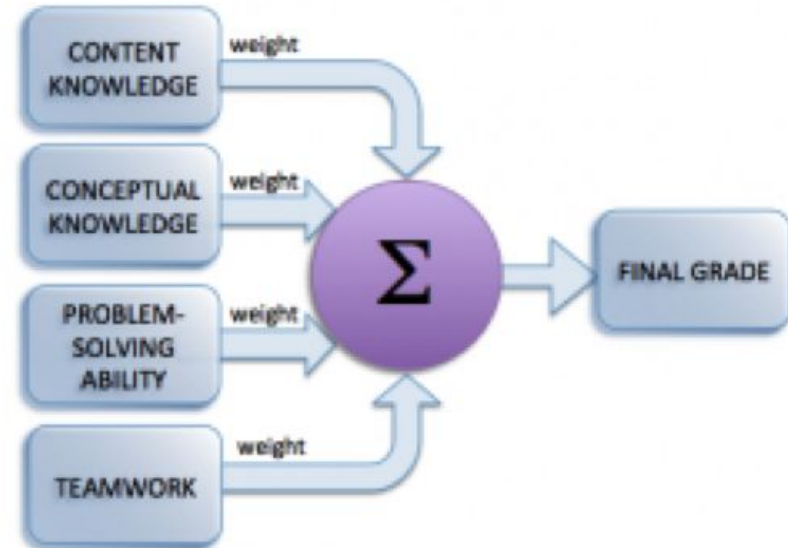 CONTENT
KNOWLEDGE
weight
CONCEPTUAL
KNOWLEDGE
weight
PROBLEM-
SOLVING
ABILITY
weight
TEAMWORK
weight
Σ
FINAL GRADE